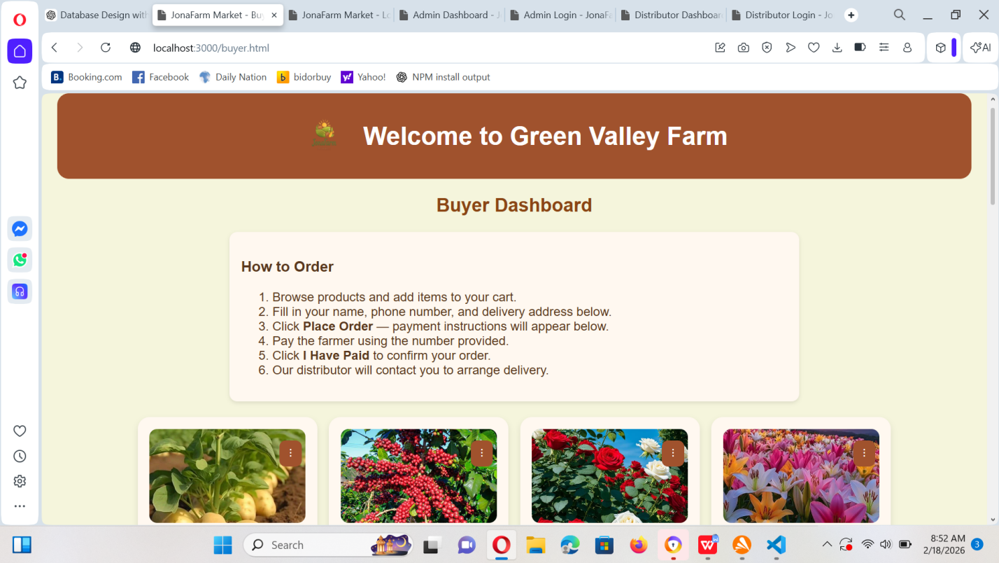 Database Design with
JonaFarm Market - Bu
JonaFarm Market - Lo
Admin Dashboard - J
Admin Login - JonaFa
Distributor Dashboar
Distributor Login - Jo
localhost:3000/buyer.html
AI
B. Booking.com
Facebook
Daily Nation
b bidorbuy
y! Yahoo!
NPM install output
Welcome to Green Valley Farm
Buyer Dashboard
How to Order
1. Browse products and add items to your cart.
2. Fill in your name, phone number, and delivery address below.
3. Click Place Order — payment instructions will appear below.
4. Pay the farmer using the number provided.
5. Click I Have Paid to confirm your order.
6. Our distributor will contact you to arrange delivery.
Search
8:52 AM
2/18/2026
3